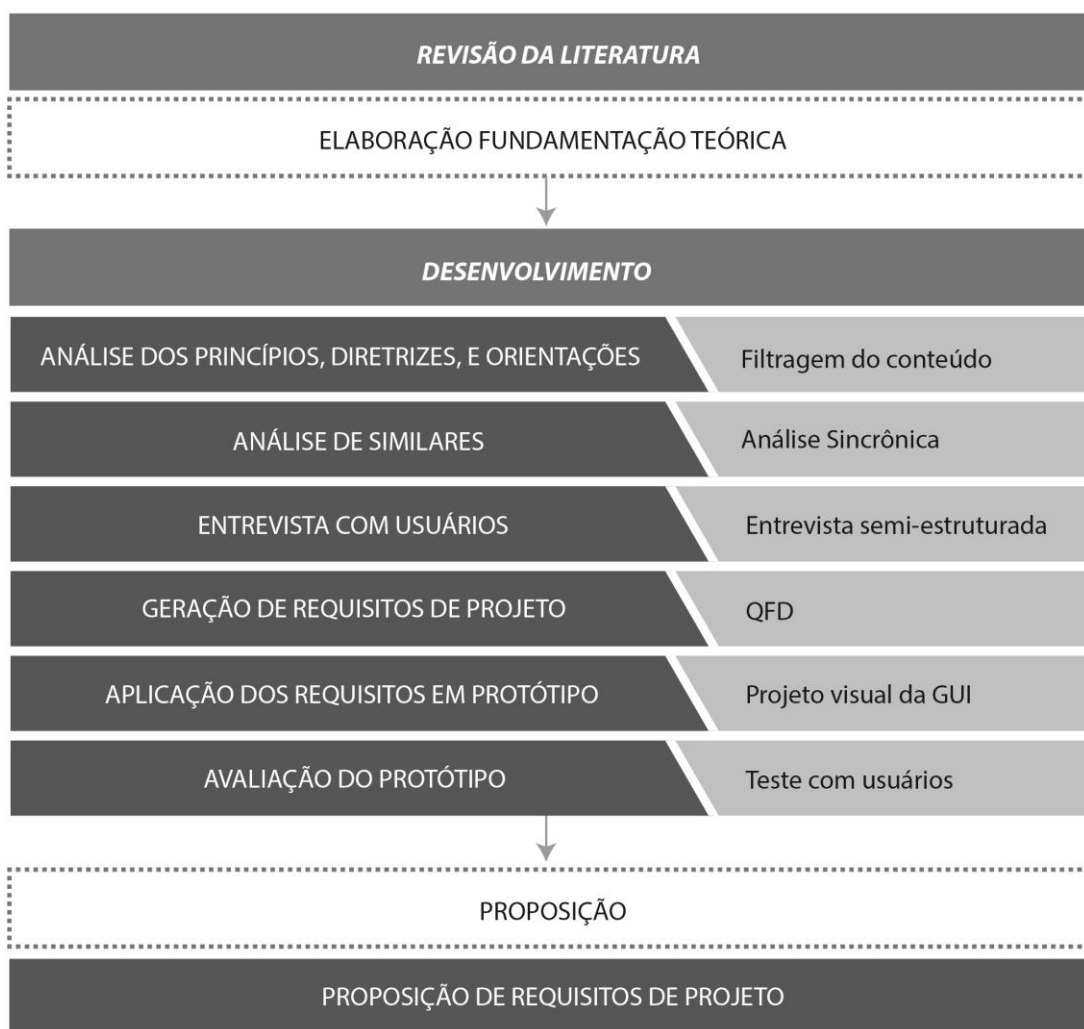 REVISÃO DA LITERATURA
ELABORAÇÃO FUNDAMENTAÇÃO TEÓRICA
DESENVOLVIMENTO
ANÁLISE DOS PRINCÍPIOS, DIRETRIZES, E ORIENTAÇÕES
Filtragem do conteúdo
ANÁLISE DE SIMILARES
Análise Sincrônica
ENTREVISTA COM USUÁRIOS
Entrevista semi-estruturada
GERAÇÃO DE REQUISITOS DE PROJETO
QFD
APLICAÇÃO DOS REQUISITOS EM PROTÓTIPO
Projeto visual da GUI
AVALIAÇÃO DO PROTÓTIPO
Teste com usuários
PROPOSIÇÃO
PROPOSIÇÃO DE REQUISITOS DE PROJETO